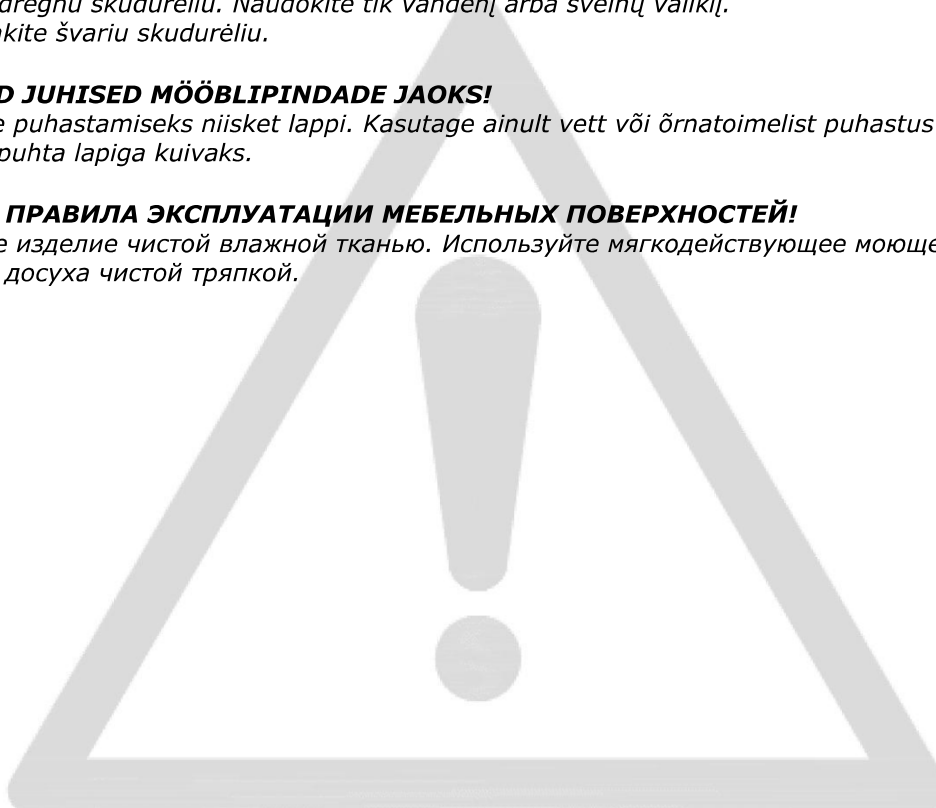 drėgnu skudurėliu. Naudokite tik vandenį arba švelnų valiklį.
kite švariu skudurėliu.
D JUHISED MÖÖBLIPINDADE JAOKS!
e puhastamiseks niisket lappi. Kasutage ainult vett või õrnatoimelist puhastus
puhta lapiga kuivaks.
ПРАВИЛА ЭКСПЛУАТАЦИИ МЕБЕЛЬНЫХ ПОВЕРХНОСТЕЙ!
е изделие чистой влажной тканью. Используйте мягкодействующее моюще
досуха чистой тряпкой.